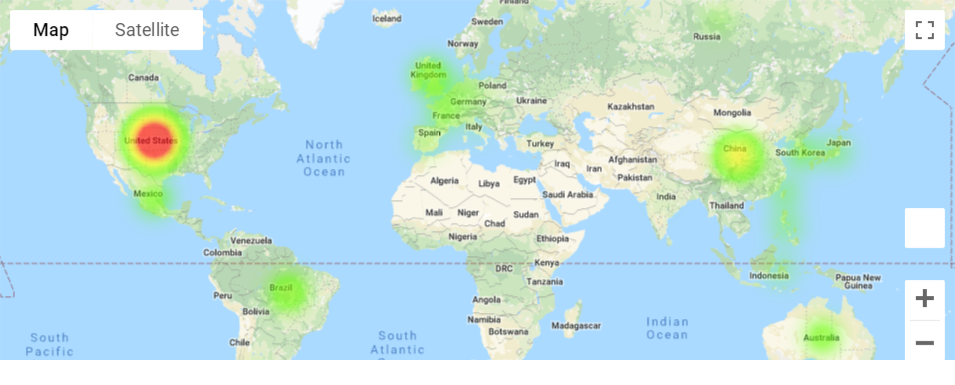 Map
Satellite
Iceland
Finland
Sweden
Norway
Russia
Canada
United
Kingdom
Poland
Germany
Ukraine
Kazakhstan
Mongolia
France
Italy
Spain
Turkey
United States
North
Atlantic
Ocean
China
Japan
South Korea
Iraq
Iran
Afghanistan
Pakistan
Algeria
Libya
Egypt
Saudi Arabia
India
Mexico
Mali
Niger
Chad
Sudan
Thailand
Nigeria
Ethiopia
Venezuela
Colombia
DRC
Kenya
Tanzania
Indonesia
Papua New
Guinea
Brazil
Peru
Bolivia
Angola
Namibia
Botswana
Madagascar
Chile
South
Pacific
South
Atlantic
Indian
Ocean
Australia